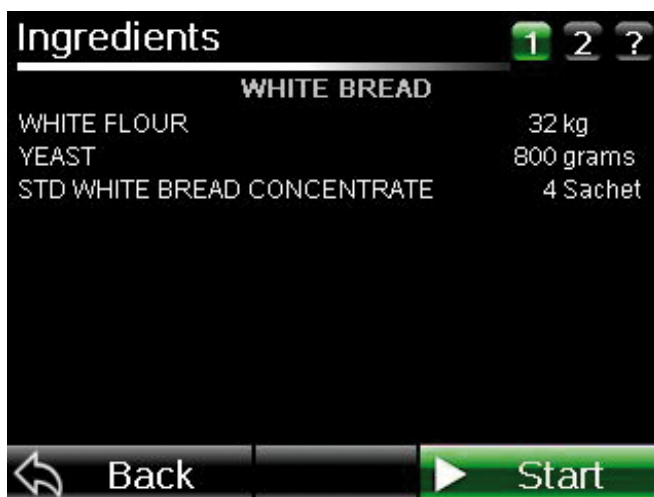 Ingredients 1 2 ?
WHITE BREAD
WHITE FLOUR 32 kg
YEAST 800 grams
STD WHITE BREAD CONCENTRATE 4 Sachet
Back Start